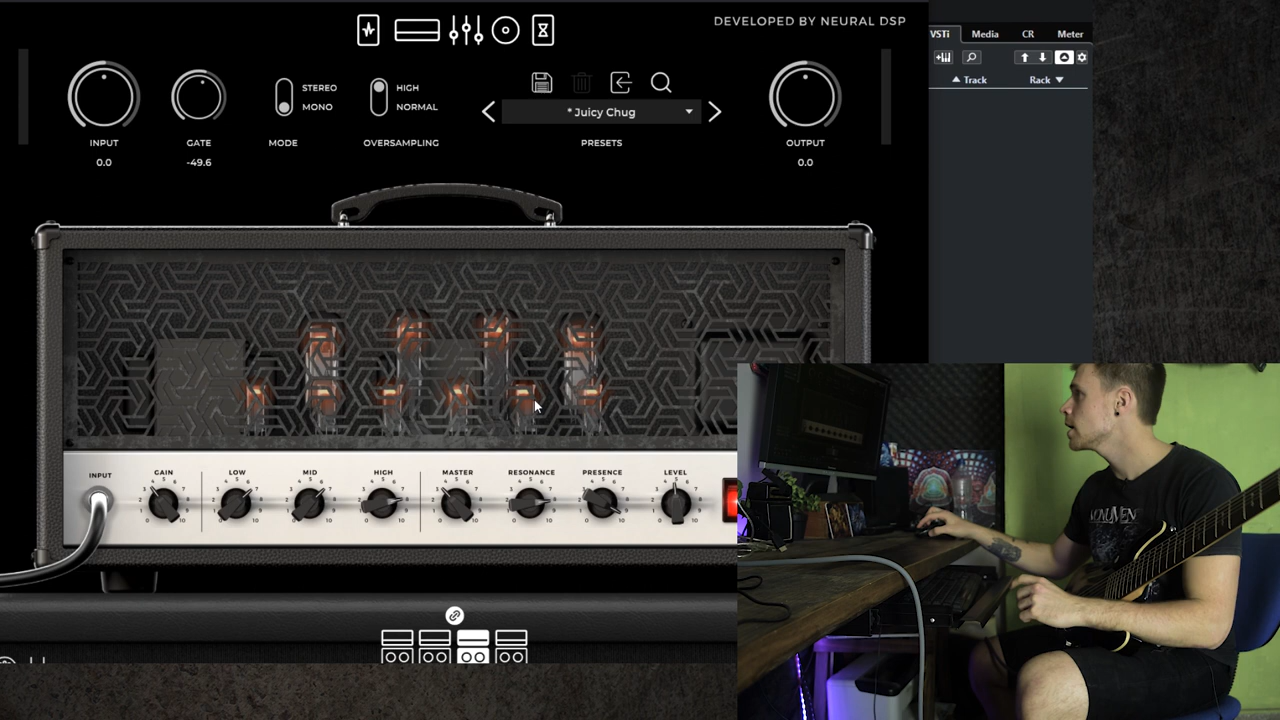 DEVELOPED BY NEURAL DSP
VSTi Media CR Meter
Track Rack
STEREO
MONO
HIGH
NORMAL
* Juicy Chug
INPUT GATE MODE OVERSAMPLING PRESETS OUTPUT
0.0 -49.6 0.0
INPUT GAIN LOW MID HIGH MASTER RESONANCE PRESENCE LEVEL
MONUMENT